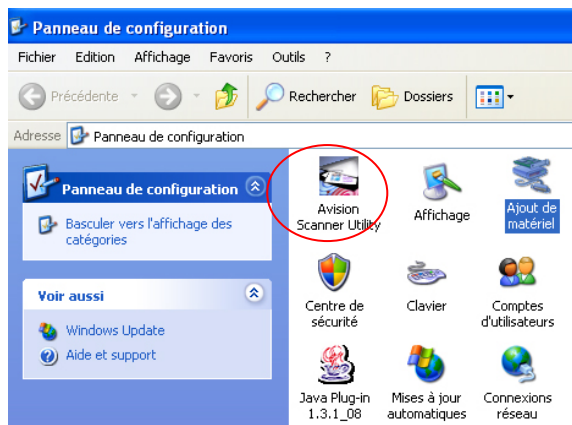 Panneau de configuration
Fichier Edition Affichage Favoris Outils ?
Précédente Rechercher Dossiers
Adresse Panneau de configuration
Panneau de configuration
Basculer vers l'affichage des
catégories
Voir aussi
Windows Update
Aide et support
Avision
Scanner Utility
Affichage
Ajout de
matériel
Centre de
sécurité
Clavier
Comptes
d'utilisateurs
Java Plug-in
1.3.1_08
Mises à jour
automatiques
Connexions
réseau